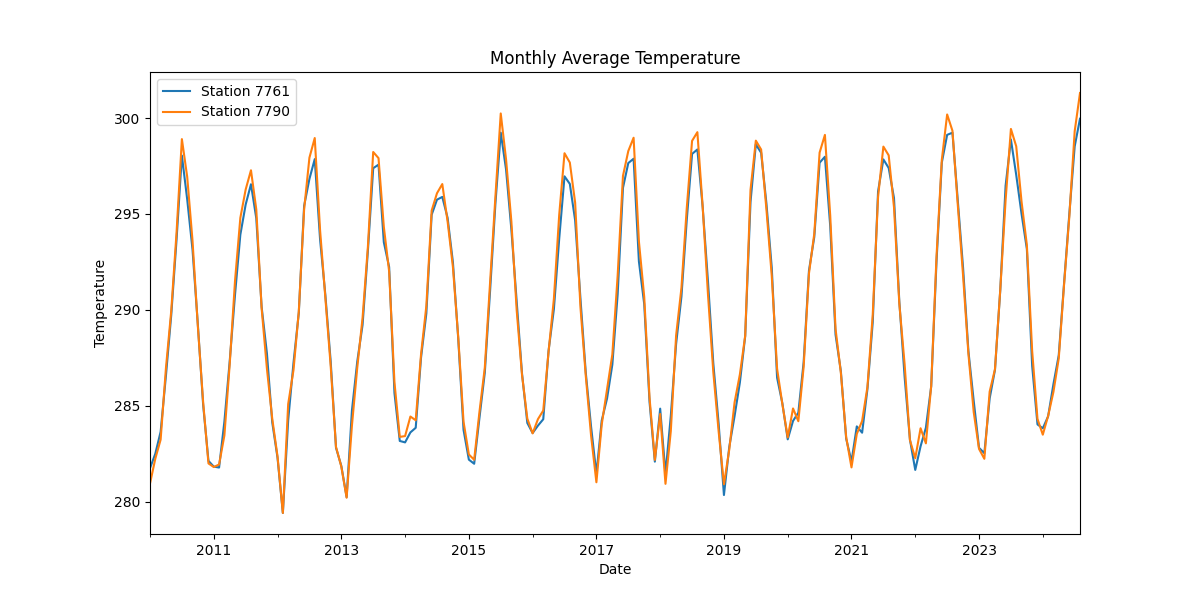 Monthly Average Temperature
Station 7761
Station 7790
Temperature
300
295
290
285
280
2011 2013 2015 2017 2019 2021 2023
Date